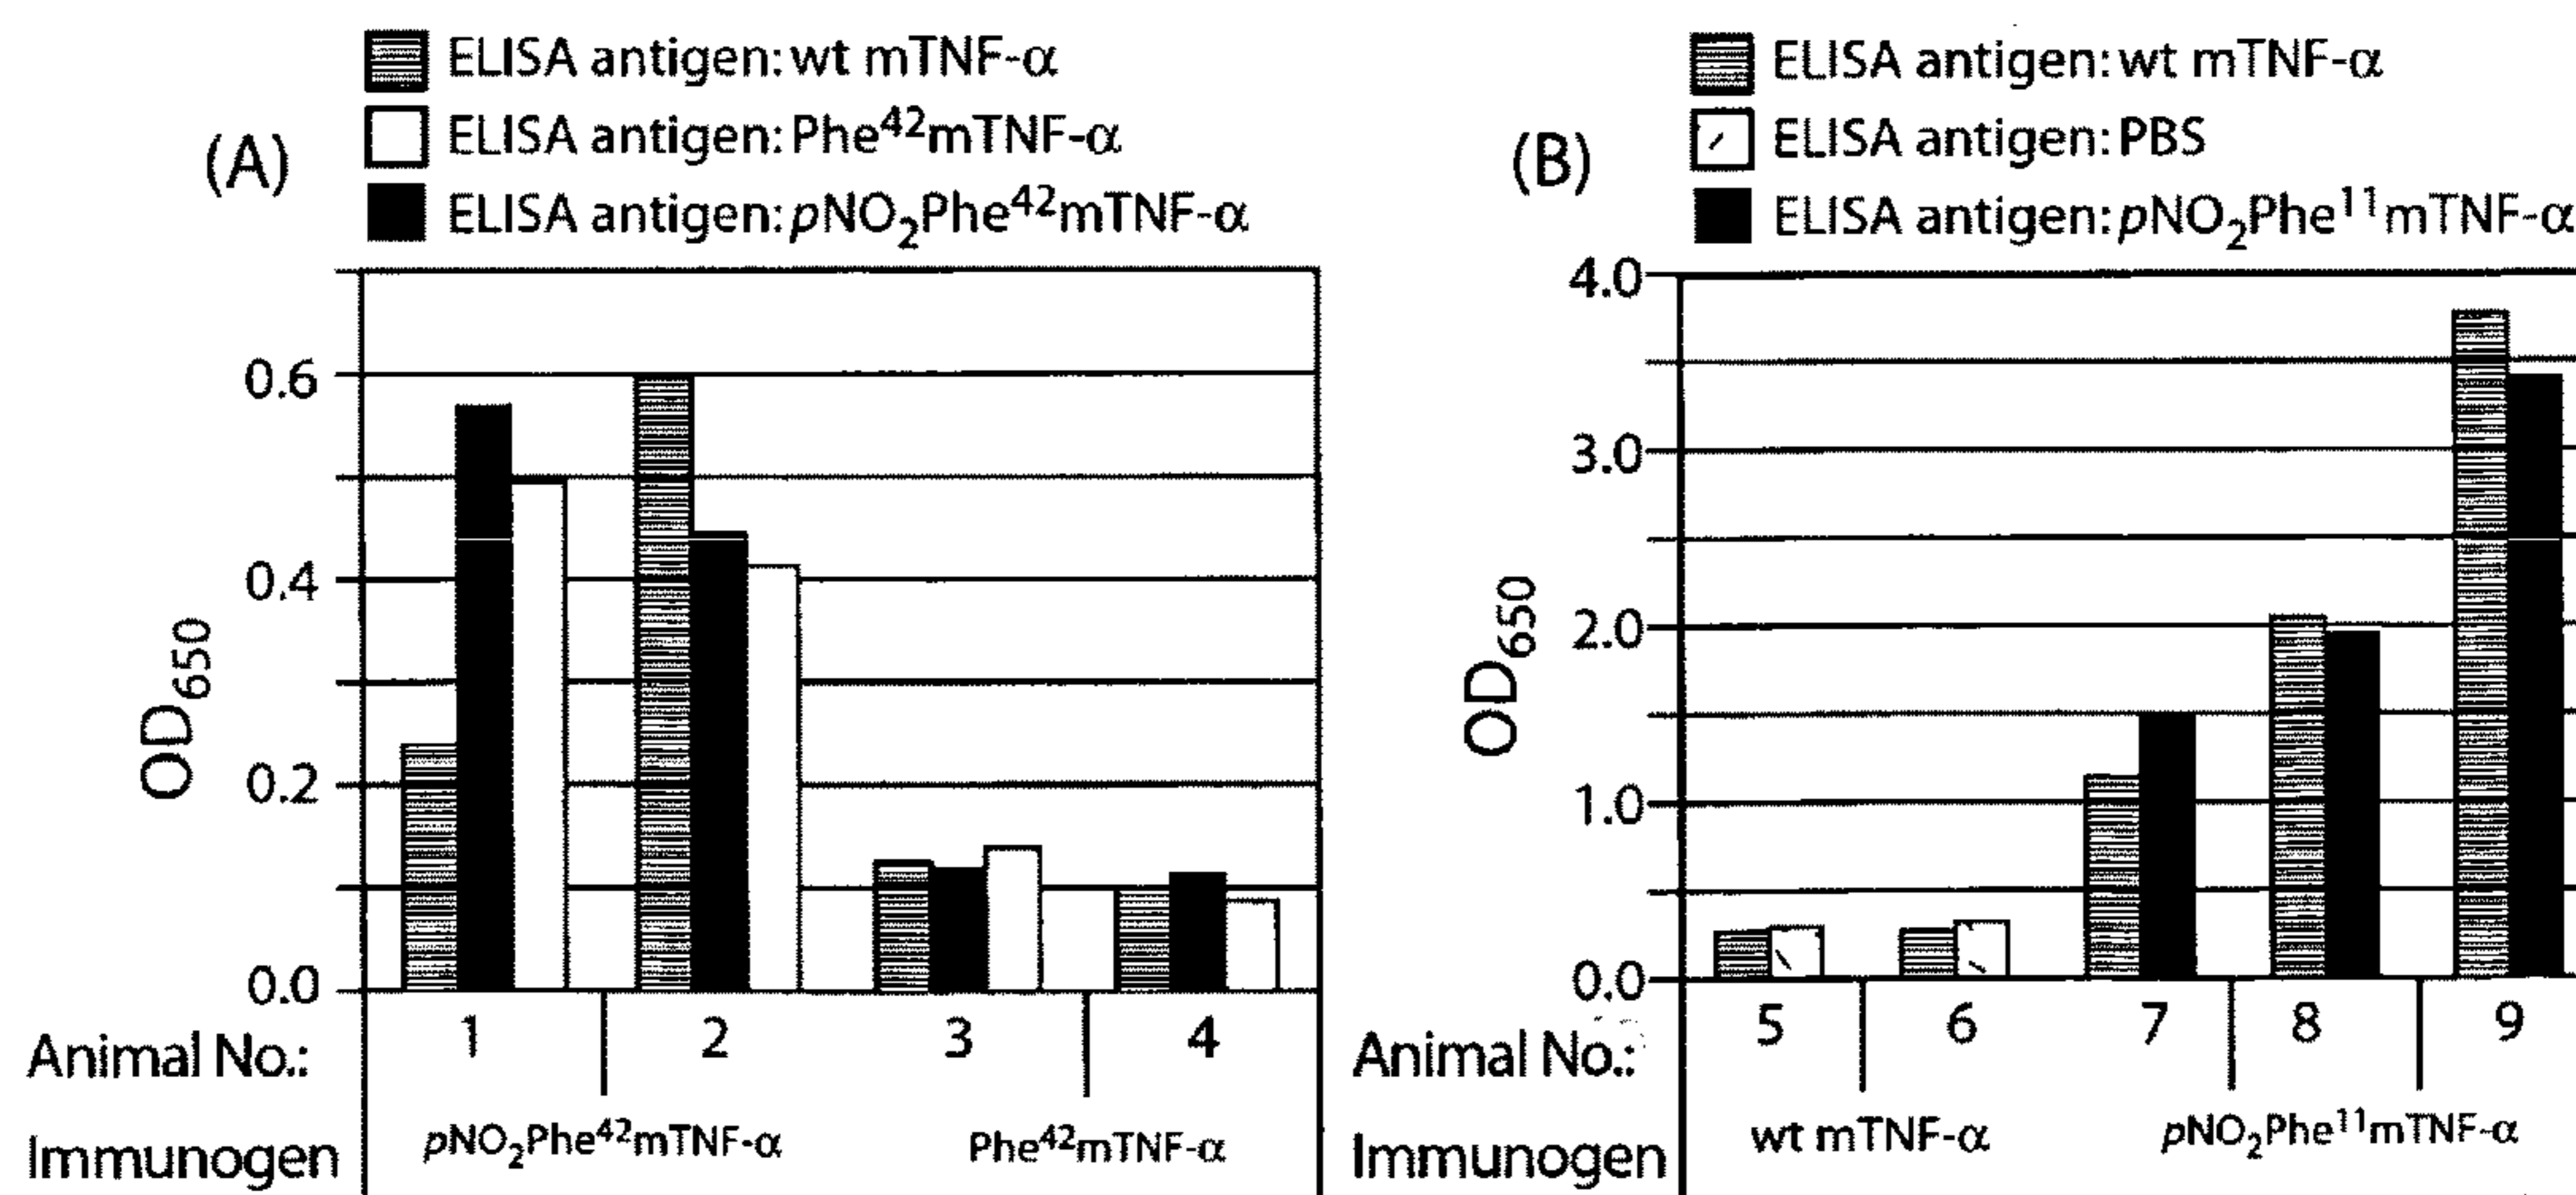 (A)
ELISA antigen: wt mTNF-α
ELISA antigen: Phe⁴²mTNF-α
ELISA antigen: pNO₂Phe⁴²mTNF-α
OD₆₅₀
0.6
0.4
0.2
0.0
Animal No.: 1 2 3 4
Immunogen pNO₂Phe⁴²mTNF-α Phe⁴²mTNF-α
(B)
ELISA antigen: wt mTNF-α
ELISA antigen: PBS
ELISA antigen: pNO₂Phe¹¹mTNF-α
OD₆₅₀
4.0
3.0
2.0
1.0
0.0
Animal No.: 5 6 7 8 9
Immunogen wt mTNF-α pNO₂Phe¹¹mTNF-α